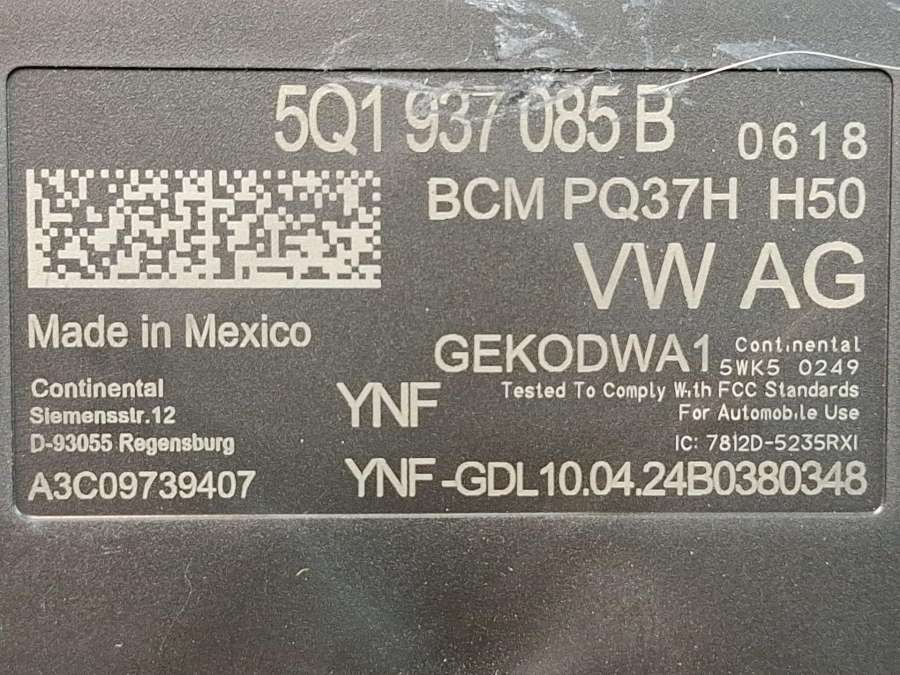 5Q1 937 085 B 0618
BCM PQ37H H50
VW AG
Made in Mexico
GEKODWA1
Continental
5WK5 0249
Tested To Comply With FCC Standards
For Automobile Use
Continental
Siemensstr.12
D-93055 Regensburg
YNF
IC: 7812D-5235RXI
A3C09739407
YNF-GDL10.04.24B0380348